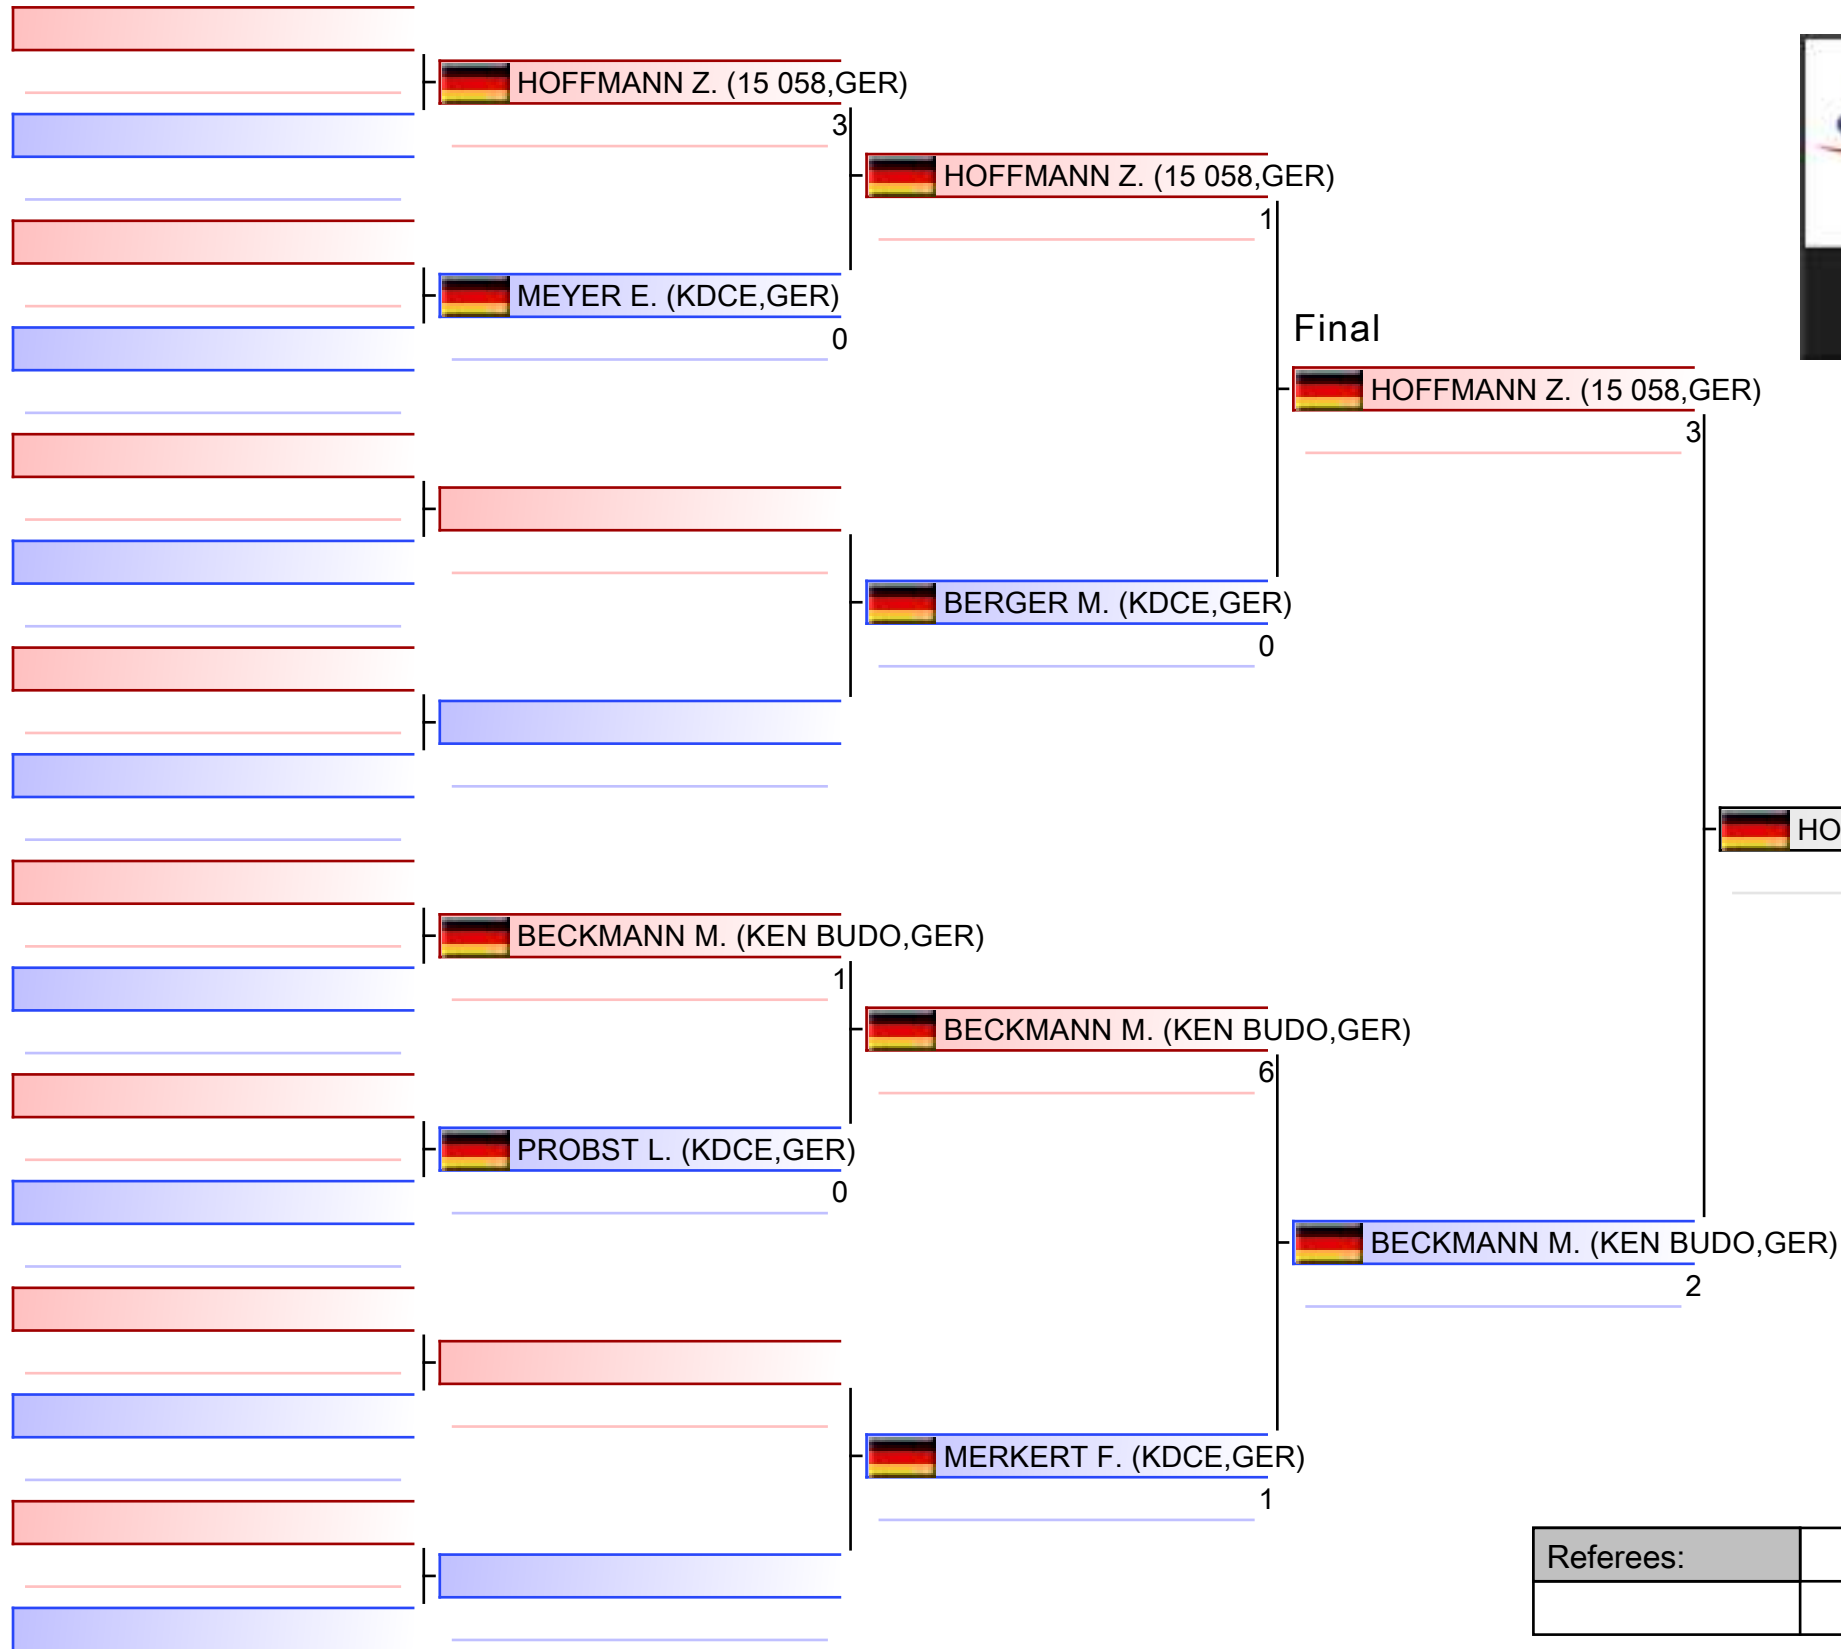 HOFFMANN Z. (15 058,GER)
3
HOFFMANN Z. (15 058,GER)
1
MEYER E. (KDCE,GER)
0
Final
HOFFMANN Z. (15 058,GER)
3
BERGER M. (KDCE,GER)
0
HO
BECKMANN M. (KEN BUDO,GER)
1
BECKMANN M. (KEN BUDO,GER)
6
PROBST L. (KDCE,GER)
0
BECKMANN M. (KEN BUDO,GER)
2
MERKERT F. (KDCE,GER)
1
Referees: